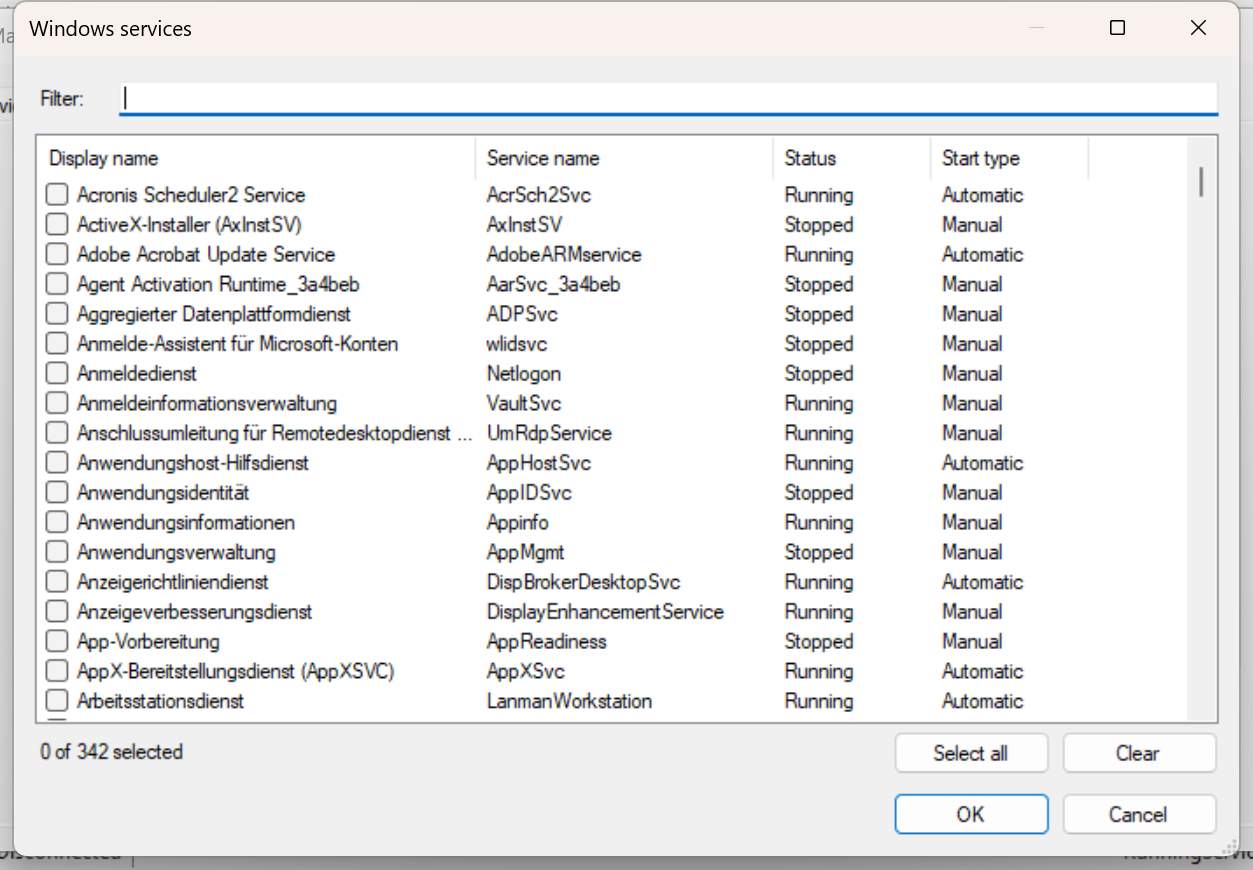 Windows services
Filter:
Display name Service name Status Start type
Acronis Scheduler2 Service AcrSch2Svc Running Automatic
ActiveX-Installer (AxInstSV) AxInstSV Stopped Manual
Adobe Acrobat Update Service AdobeARMservice Running Automatic
Agent Activation Runtime_3a4beb AarSvc_3a4beb Stopped Manual
Aggregierter Datenplattformdienst ADPSvc Stopped Manual
Anmelde-Assistent für Microsoft-Konten wlidsvc Stopped Manual
Anmeldedienst Netlogon Stopped Manual
Anmeldeinformationsverwaltung VaultSvc Running Manual
Anschlussumleitung für Remotedesktopdienst ... UmRdpService Running Manual
Anwendungshost-Hilfsdienst AppHostSvc Running Automatic
Anwendungsidentität AppIDSvc Stopped Manual
Anwendungsinformationen Appinfo Running Manual
Anwendungsverwaltung AppMgmt Stopped Manual
Anzeigerichtliniendienst DispBrokerDesktopSvc Running Automatic
Anzeigeverbesserungsdienst DisplayEnhancementService Running Manual
App-Vorbereitung AppReadiness Stopped Manual
AppX-Bereitstellungsdienst (AppXSVC) AppXSvc Running Automatic
Arbeitsstationsdienst LanmanWorkstation Running Automatic
0 of 342 selected Select all Clear
OK Cancel